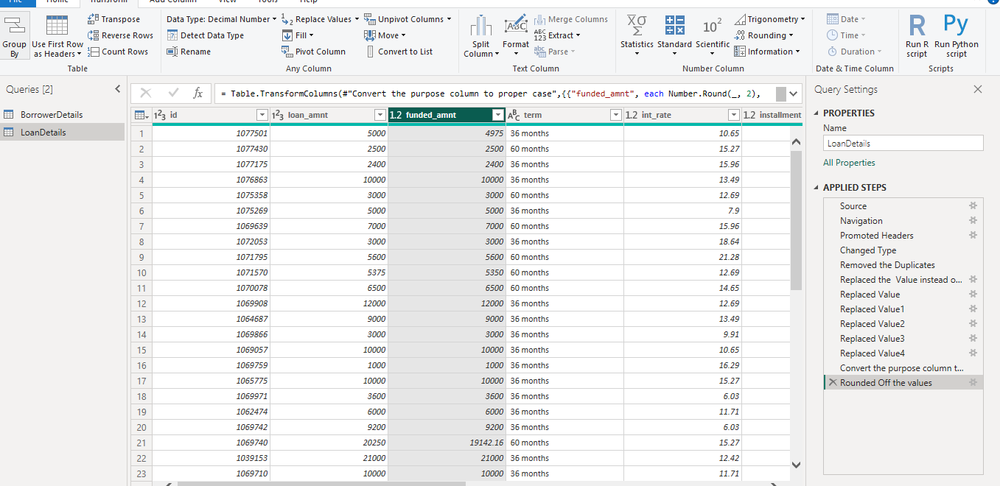 File Home Transform Add Column View Tools Help
Group By
Use First Row as Headers
Transpose
Reverse Rows
Count Rows
Table
Data Type: Decimal Number
Detect Data Type
Rename
Replace Values
Fill
Pivot Column
Unpivot Columns
Move
Convert to List
Any Column
Split Column
Format
Merge Columns
Extract
Parse
Text Column
Statistics
Standard
Scientific
Trigonometry
Rounding
Information
Number Column
Date
Time
Duration
Date & Time Column
Run R script
Run Python script
Scripts
Queries [2]
BorrowerDetails
LoanDetails
fx = Table.TransformColumns(#"Convert the purpose column to proper case",{{"funded_amnt", each Number.Round(_, 2),
id loan_amnt 1.2 funded_amnt term 1.2 int_rate 1.2 installment
1 1077501 5000 4975 36 months 10.65
2 1077430 2500 2500 60 months 15.27
3 1077175 2400 2400 36 months 15.96
4 1076863 10000 10000 36 months 13.49
5 1075358 3000 3000 60 months 12.69
6 1075269 5000 5000 36 months 7.9
7 1069639 7000 7000 60 months 15.96
8 1072053 3000 3000 36 months 18.64
9 1071795 5600 5600 60 months 21.28
10 1071570 5375 5350 60 months 12.69
11 1070078 6500 6500 60 months 14.65
12 1069908 12000 12000 36 months 12.69
13 1064687 9000 9000 36 months 13.49
14 1069866 3000 3000 36 months 9.91
15 1069057 10000 10000 36 months 10.65
16 1069759 1000 1000 36 months 16.29
17 1065775 10000 10000 36 months 15.27
18 1069971 3600 3600 36 months 6.03
19 1062474 6000 6000 36 months 11.71
20 1069742 9200 9200 36 months 6.03
21 1069740 20250 19142.16 60 months 15.27
22 1039153 21000 21000 36 months 12.42
23 1069710 10000 10000 36 months 11.71
Query Settings
PROPERTIES
Name
LoanDetails
All Properties
APPLIED STEPS
Source
Navigation
Promoted Headers
Changed Type
Removed the Duplicates
Replaced the  Value instead o...
Replaced Value
Replaced Value1
Replaced Value2
Replaced Value3
Replaced Value4
Convert the purpose column t...
Rounded Off the values